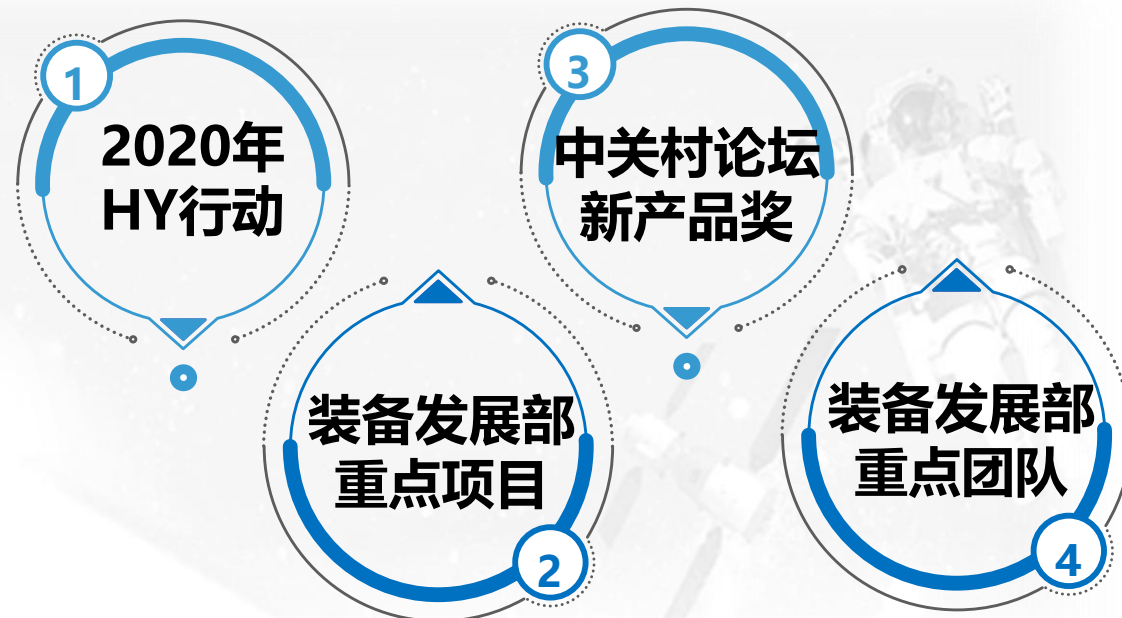 1
2020年
HY行动
2
装备发展部
重点项目
3
中关村论坛
新产品奖
4
装备发展部
重点团队